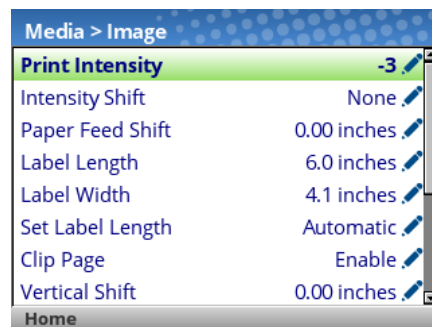 Media > Image
Print Intensity -3
Intensity Shift None
Paper Feed Shift 0.00 inches
Label Length 6.0 inches
Label Width 4.1 inches
Set Label Length Automatic
Clip Page Enable
Vertical Shift 0.00 inches
Home